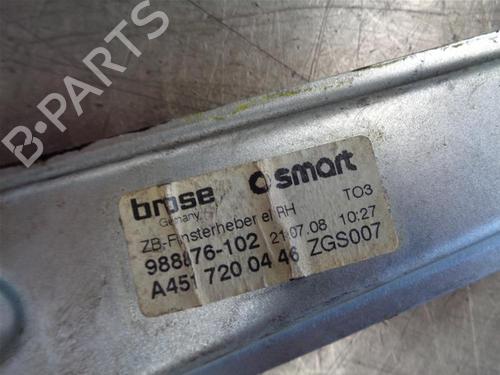 B-PARTS
brose smart
Germany TO3
ZB-Fensterheber el RH
988876-102 21.07.08 10:27
A451 720 04 46 ZGS007